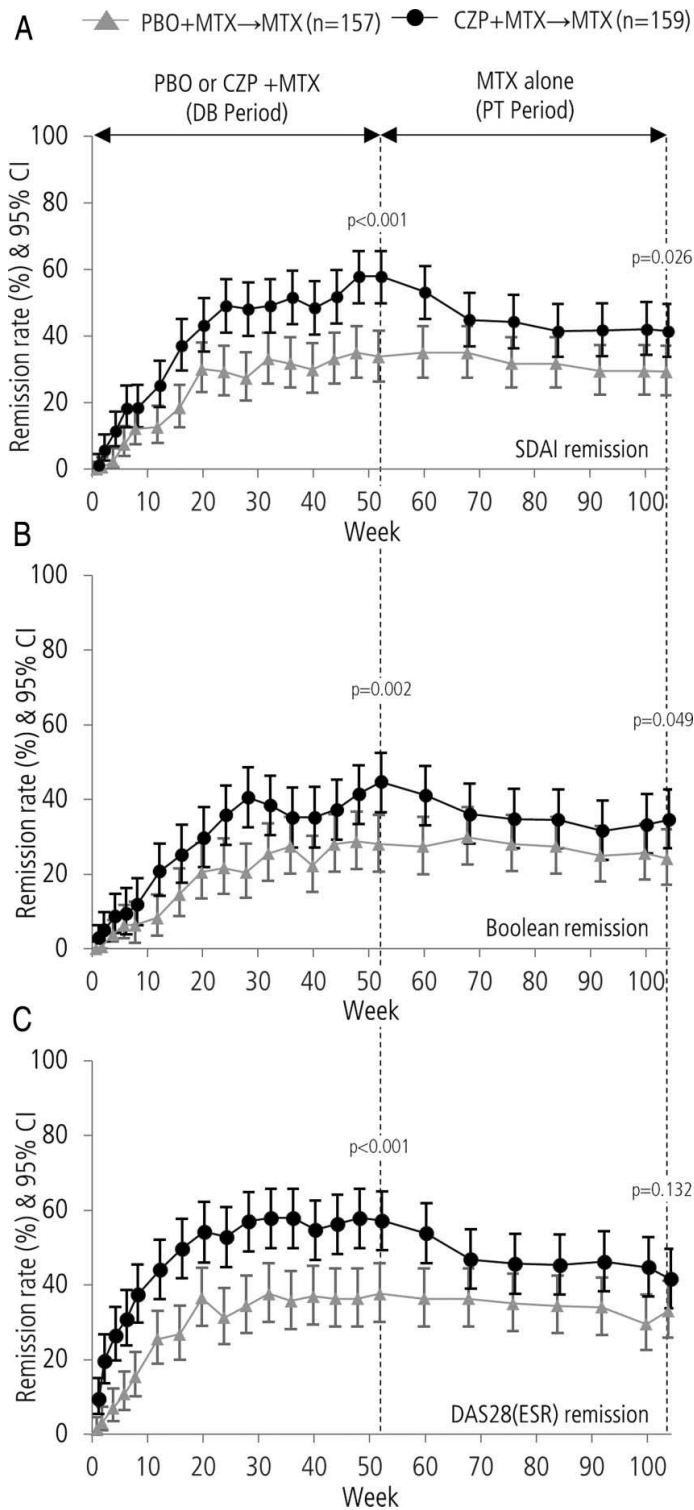 A
PBO+MTX→MTX (n=157)
CZP+MTX→MTX (n=159)
PBO or CZP +MTX
(DB Period)
MTX alone
(PT Period)
Remission rate (%) & 95% CI
100
80
60
40
20
0
p<0.001
p=0.026
SDAI remission
0 10 20 30 40 50 60 70 80 90 100
Week
B
Remission rate (%) & 95% CI
100
80
60
40
20
0
p=0.002
p=0.049
Boolean remission
0 10 20 30 40 50 60 70 80 90 100
Week
C
Remission rate (%) & 95% CI
100
80
60
40
20
0
p<0.001
p=0.132
DAS28(ESR) remission
0 10 20 30 40 50 60 70 80 90 100
Week